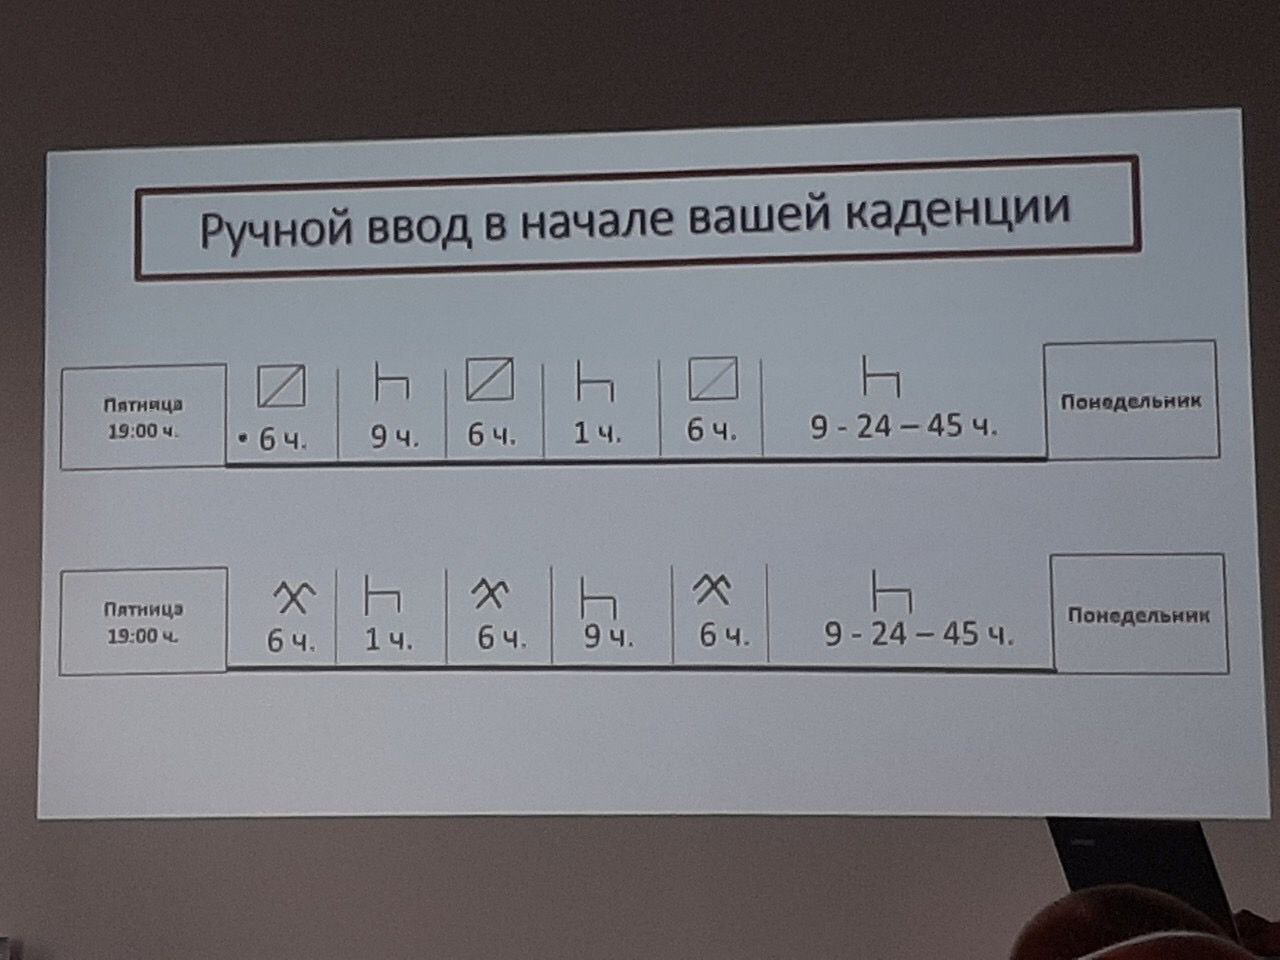 Ручной ввод в начале вашей каденции
Пятница
19:00 ч.
• 6 ч.
9 ч.
6 ч.
1 ч.
6 ч.
9 - 24 – 45 ч.
Понедельник
Пятница
19:00 ч.
6 ч.
1 ч.
6 ч.
9 ч.
6 ч.
9 - 24 – 45 ч.
Понедельник